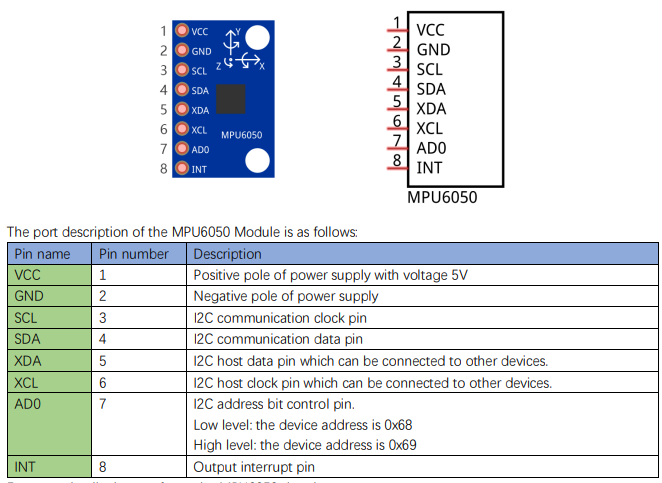 1 VCC
2 GND
3 SCL
4 SDA
5 XDA
6 XCL
7 AD0
8 INT
Y
Z X
MPU6050
1 VCC
2 GND
3 SCL
4 SDA
5 XDA
6 XCL
7 AD0
8 INT
MPU6050
The port description of the MPU6050 Module is as follows:
Pin name Pin number Description
VCC 1 Positive pole of power supply with voltage 5V
GND 2 Negative pole of power supply
SCL 3 I2C communication clock pin
SDA 4 I2C communication data pin
XDA 5 I2C host data pin which can be connected to other devices.
XCL 6 I2C host clock pin which can be connected to other devices.
AD0 7 I2C address bit control pin.
Low level: the device address is 0x68
High level: the device address is 0x69
INT 8 Output interrupt pin